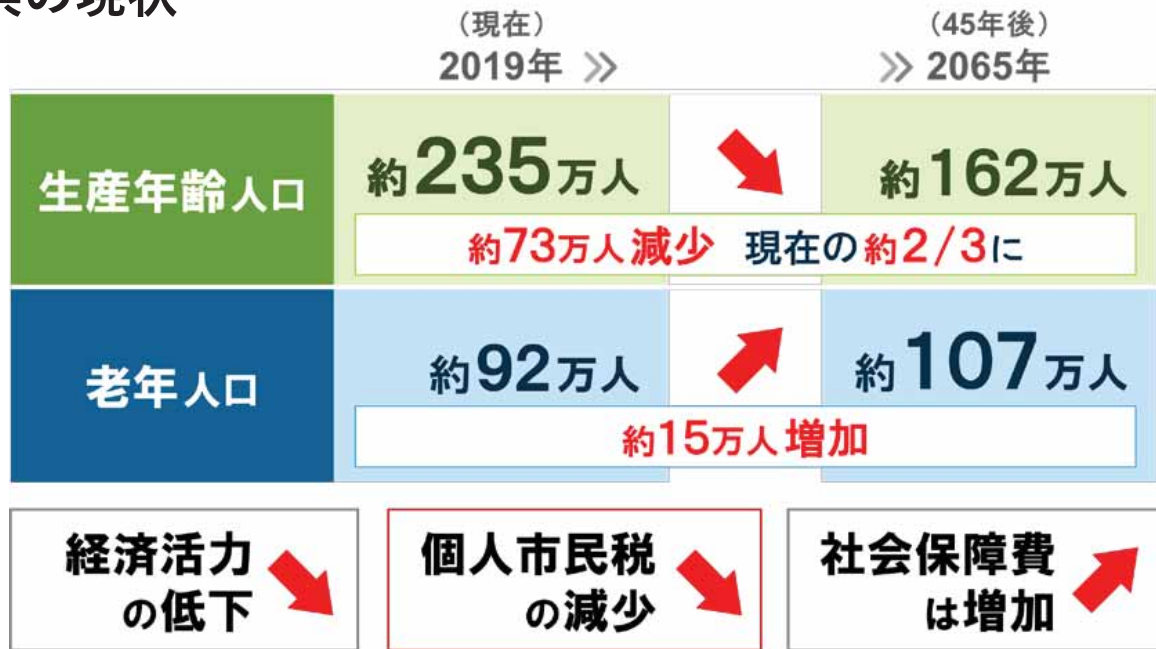 の現状
（現在）
2019年 ≫
（45年後）
≫ 2065年
生産年齢人口
約235万人
約162万人
約73万人減少 現在の約2/3に
老年人口
約92万人
約107万人
約15万人増加
経済活力
の低下
個人市民税
の減少
社会保障費
は増加